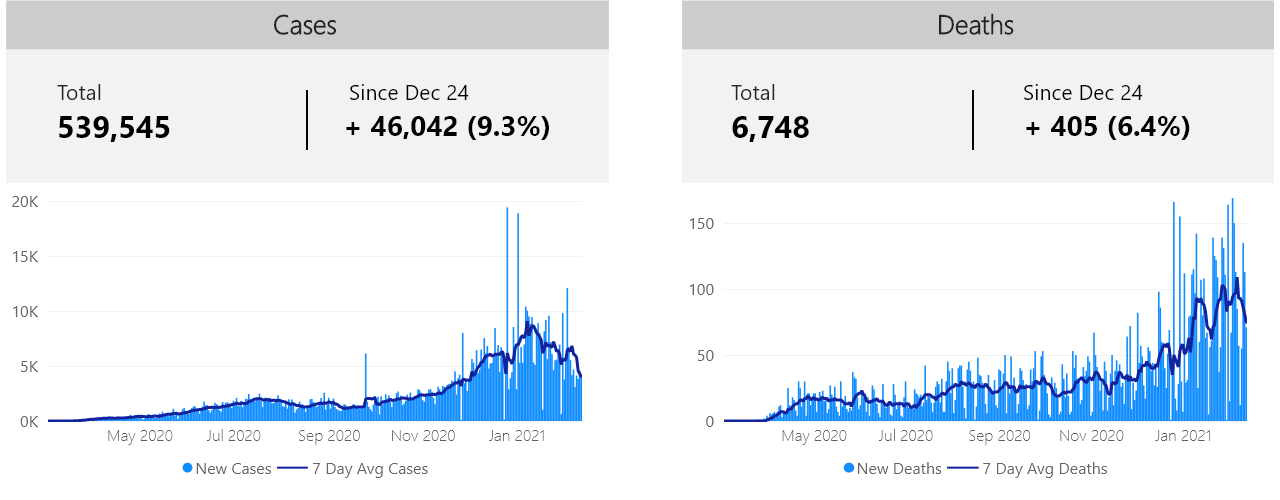 Cases
Total
539,545
Since Dec 24
+ 46,042 (9.3%)
20K
15K
10K
5K
0K
May 2020 Jul 2020 Sep 2020 Nov 2020 Jan 2021
New Cases 7 Day Avg Cases
Deaths
Total
6,748
Since Dec 24
+ 405 (6.4%)
150
100
50
0
May 2020 Jul 2020 Sep 2020 Nov 2020 Jan 2021
New Deaths 7 Day Avg Deaths